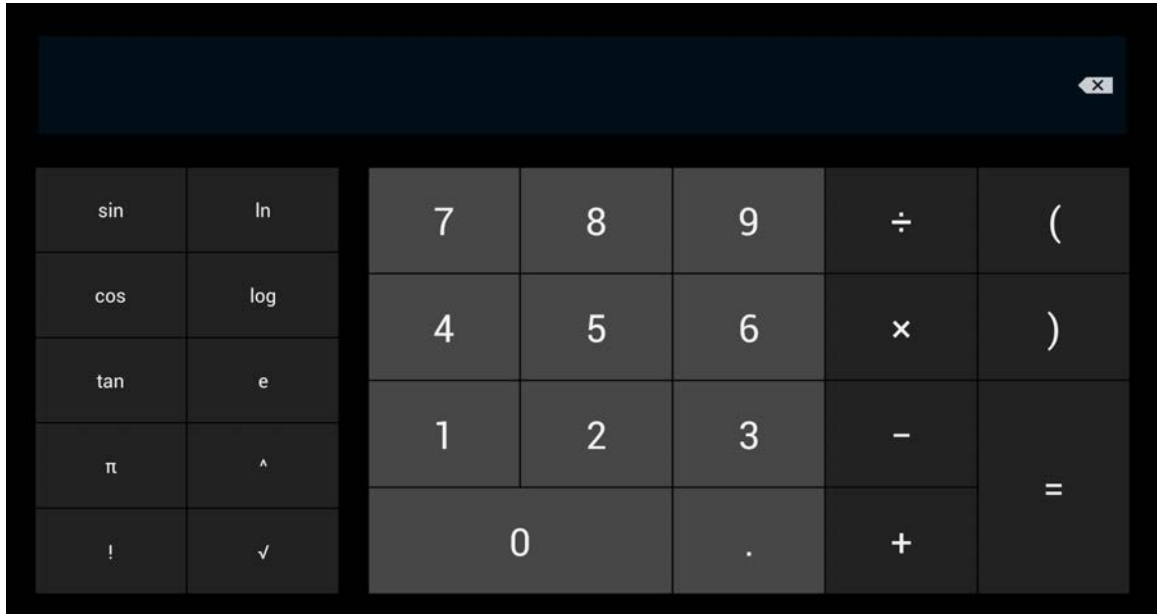 sin ln 7 8 9 ÷ (
cos log 4 5 6 × )
tan e 1 2 3 −
π ^ =
! √ 0 . +